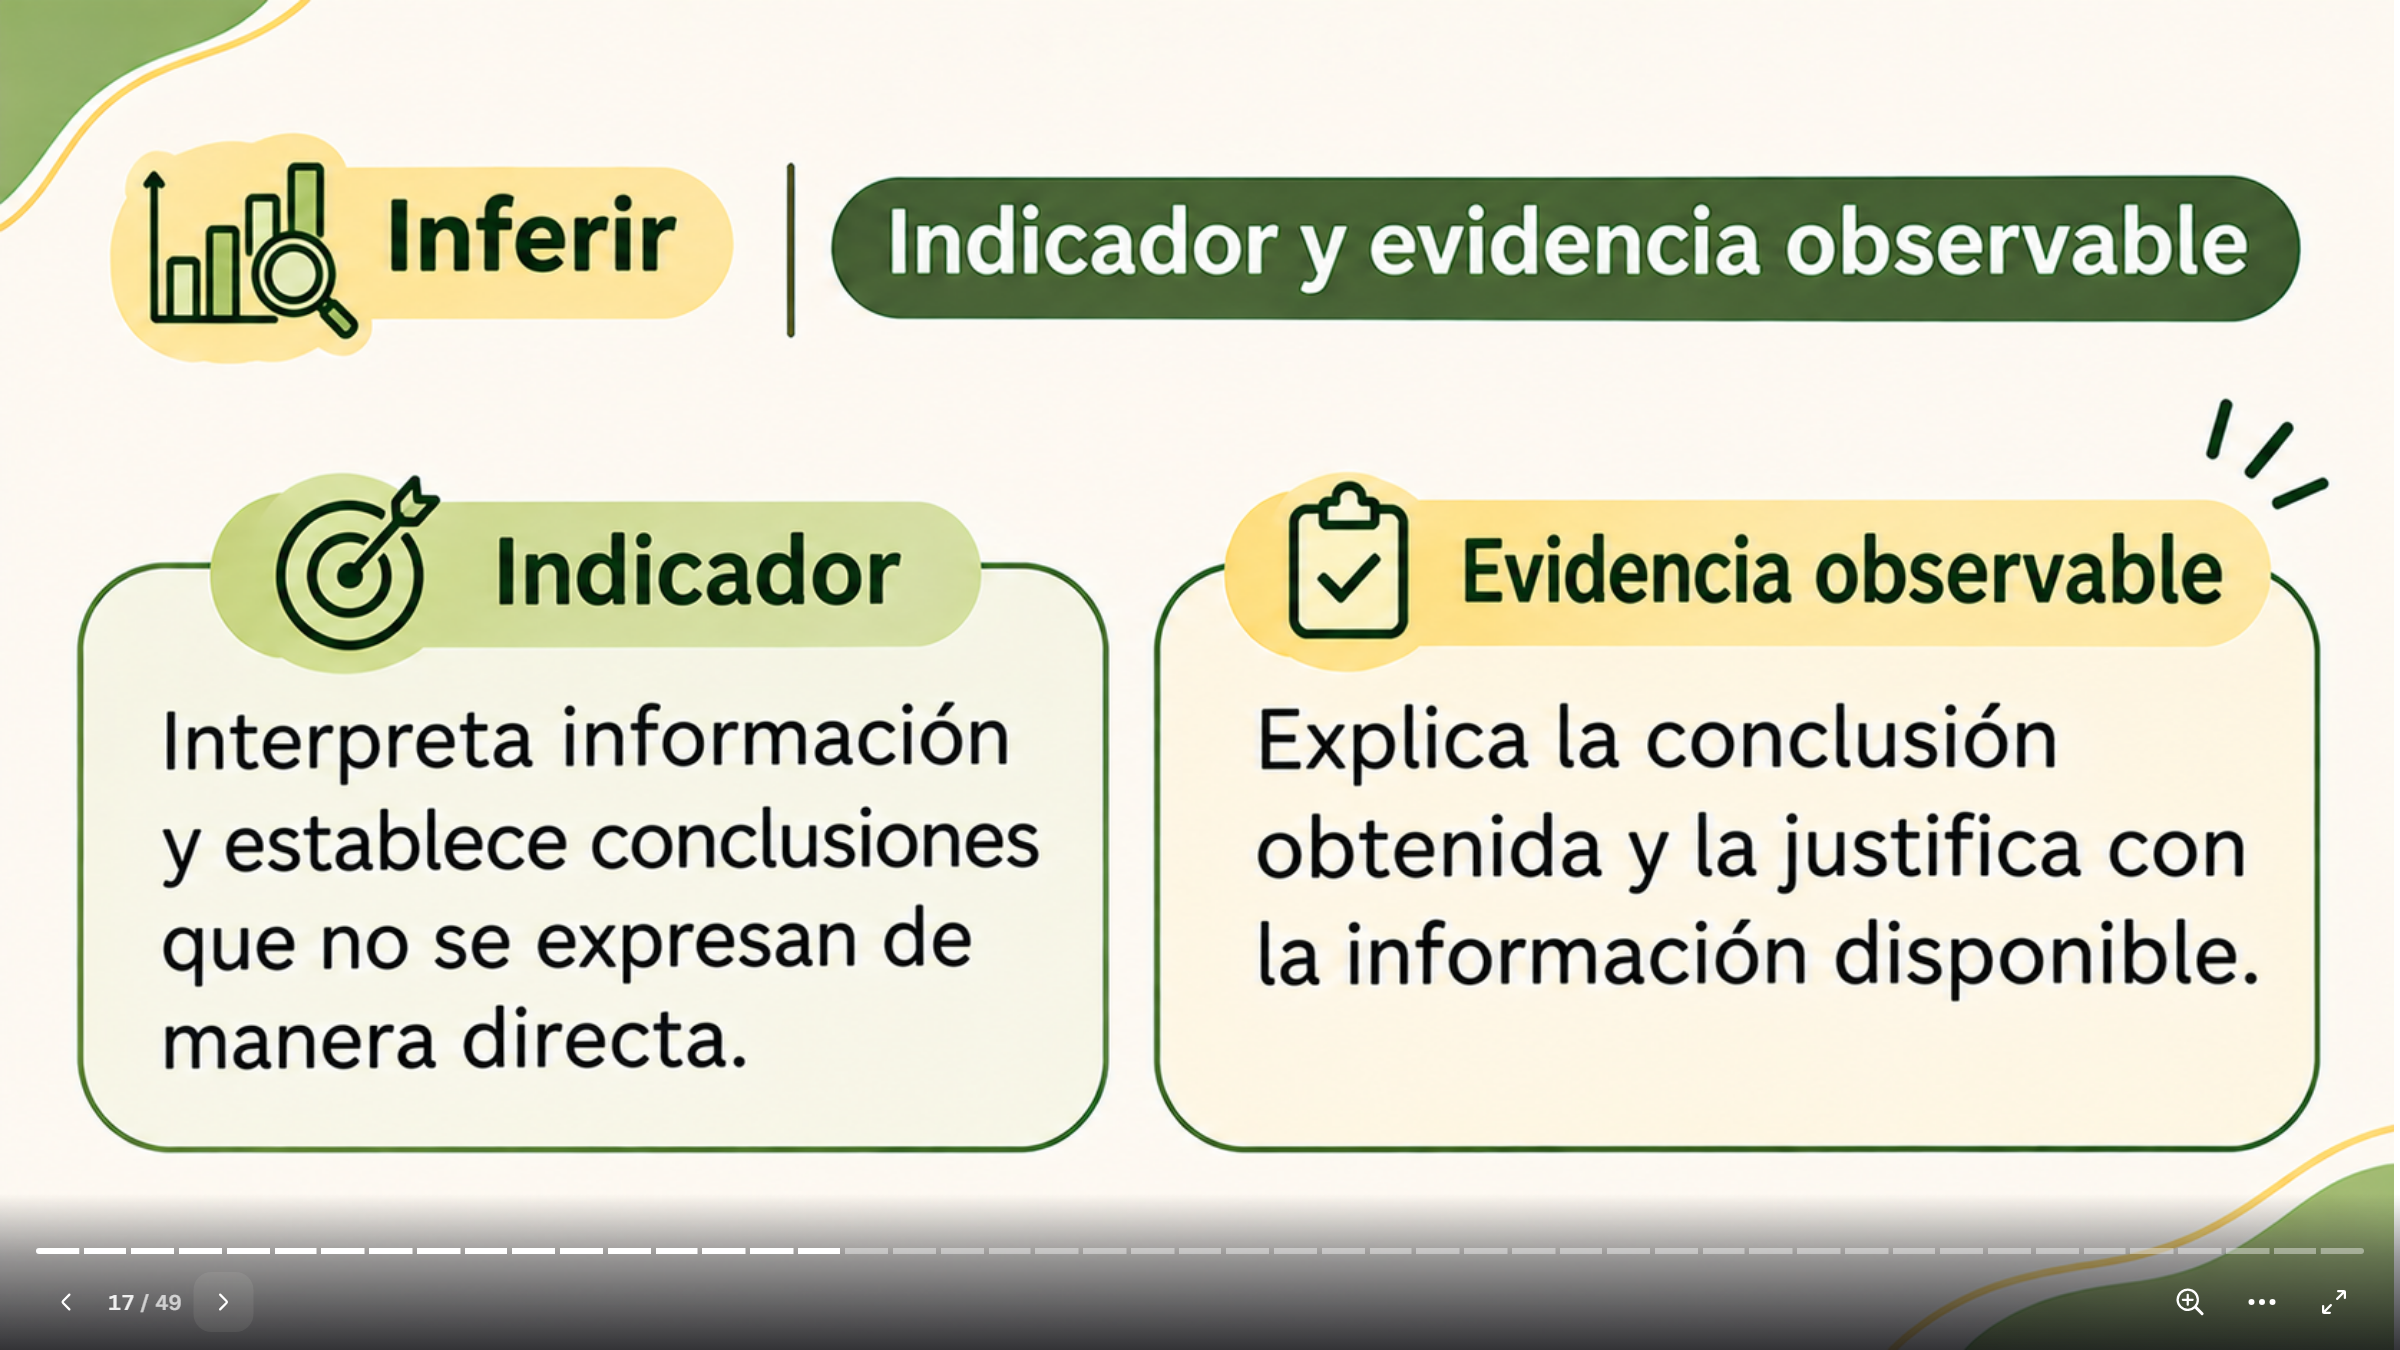 Inferir
Indicador y evidencia observable
Indicador
Interpreta información
y establece conclusiones
que no se expresan de
manera directa.
Evidencia observable
Explica la conclusión
obtenida y la justifica con
la información disponible.
17 / 49